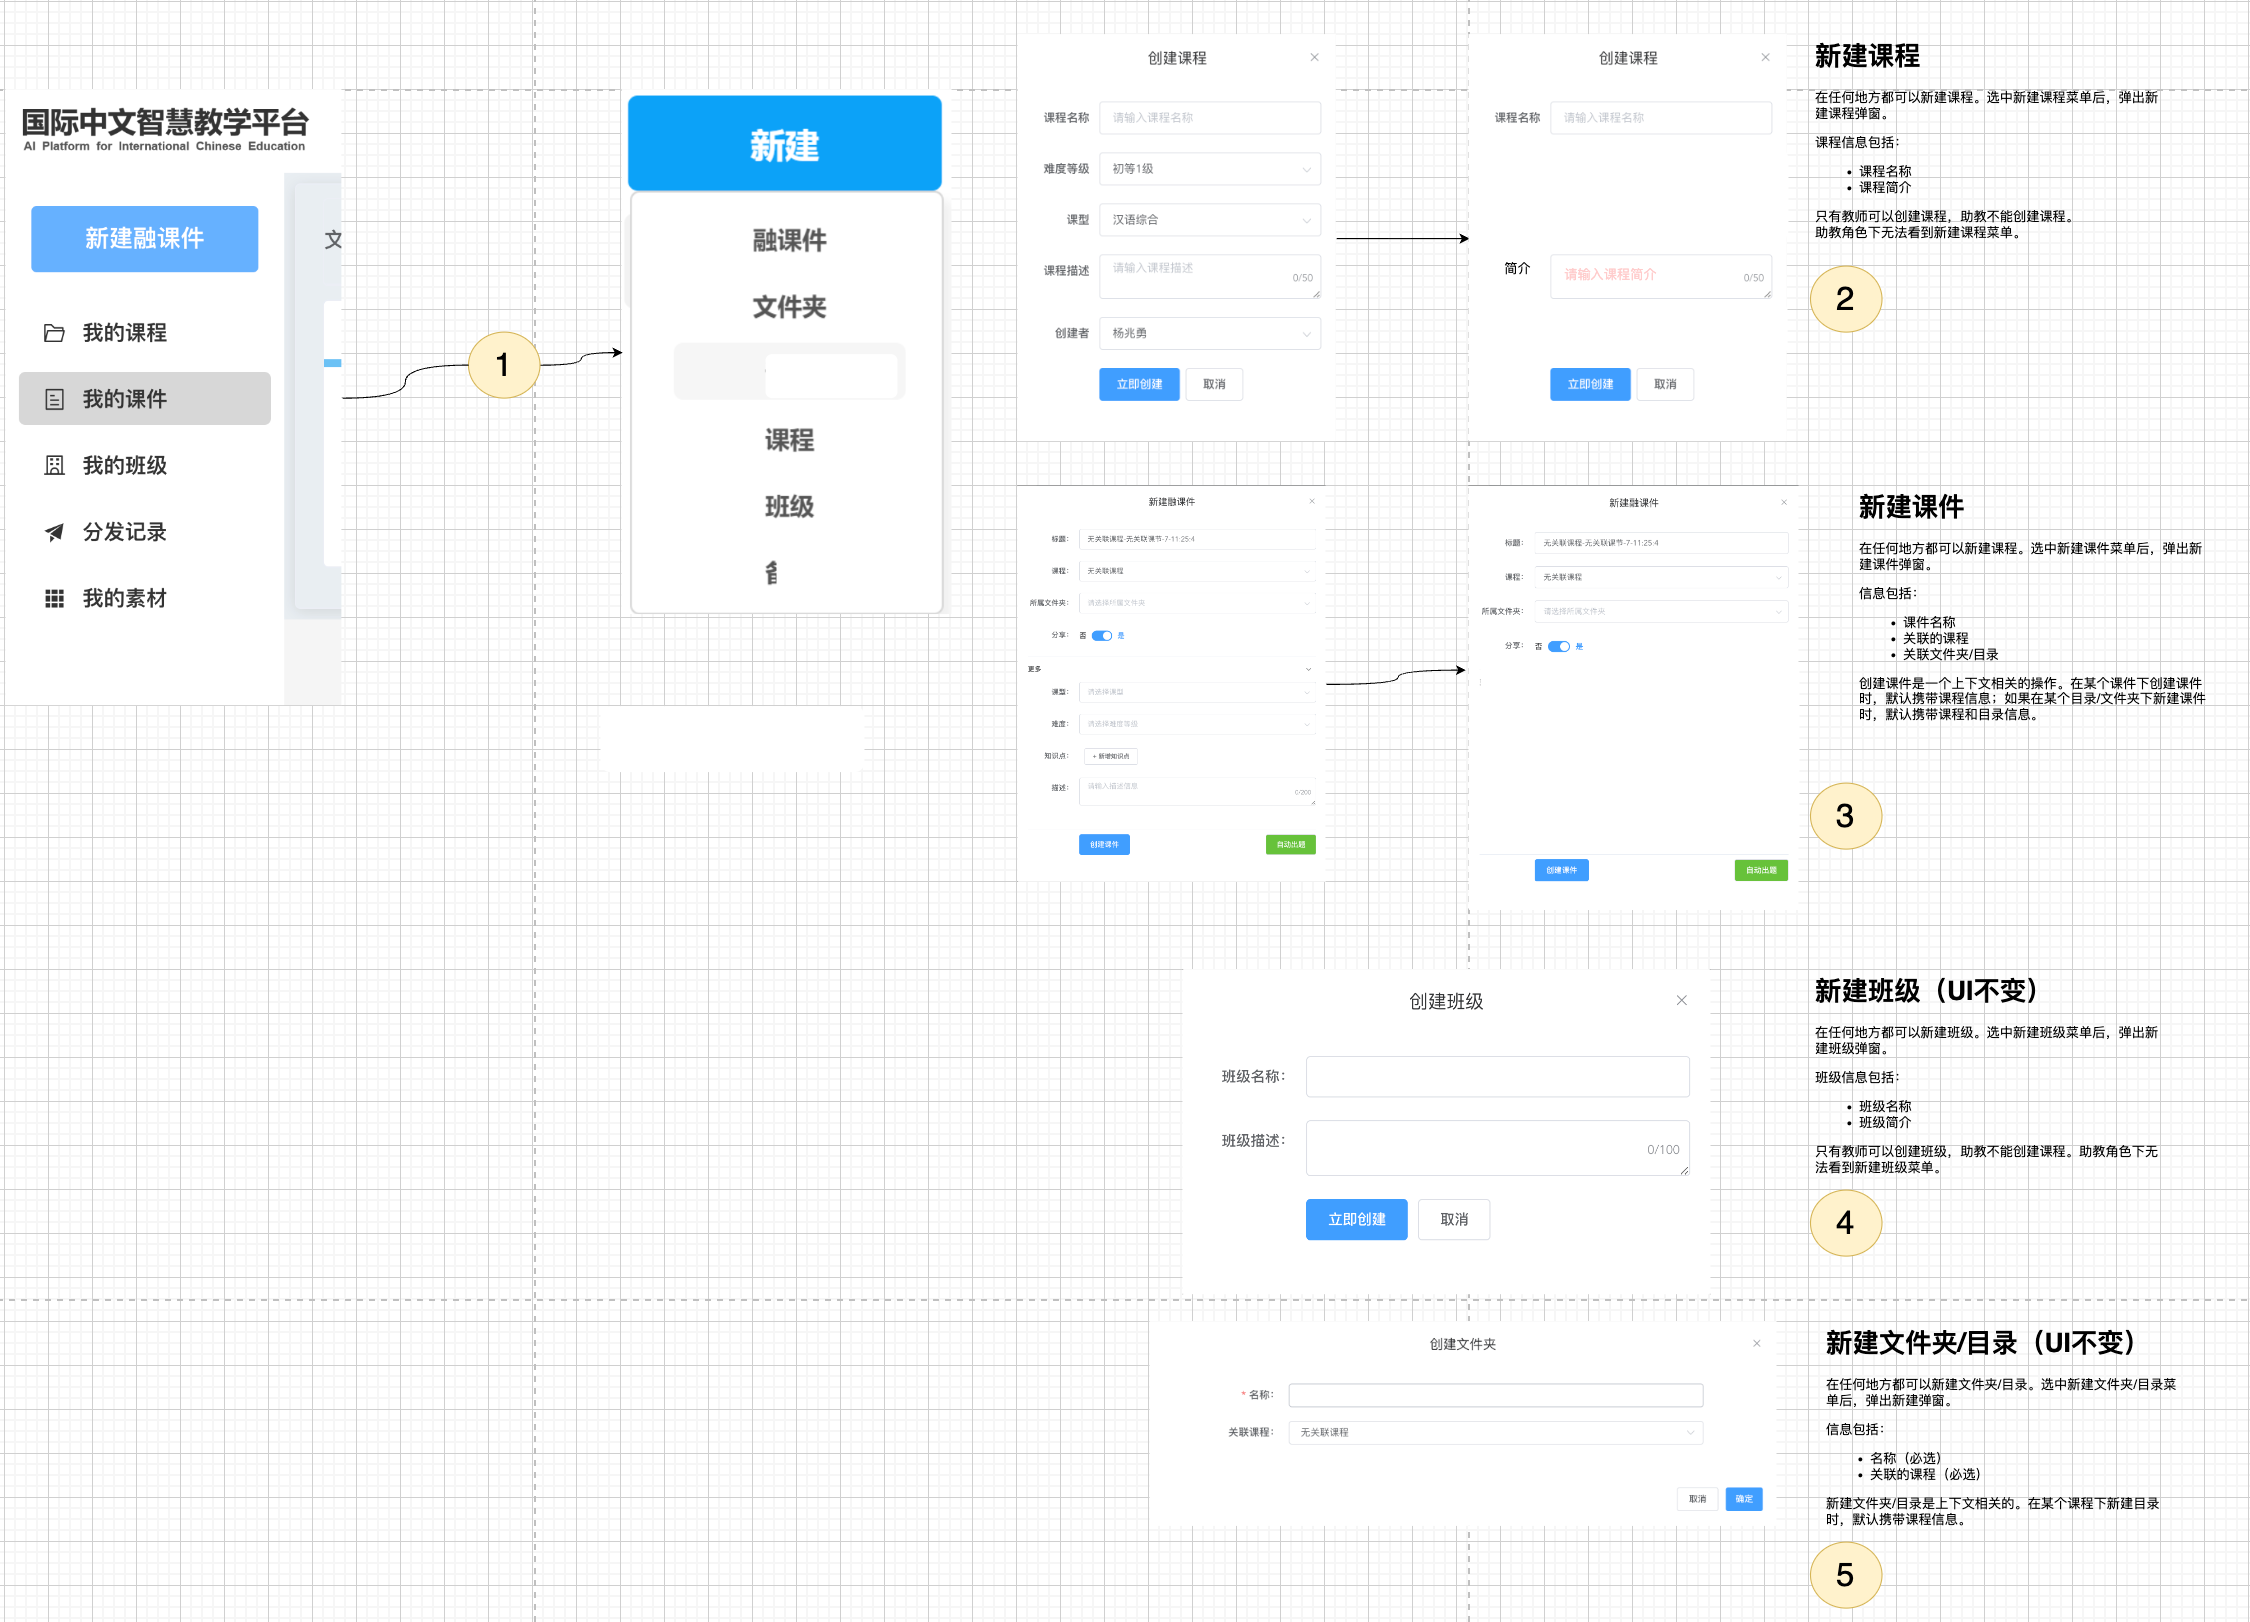 国际中文智慧教学平台
AI Platform for International Chinese Education
新建融课件
文
我的课程
我的课件
我的班级
分发记录
我的素材
1
新建
融课件
文件夹
课程
班级
创建课程
课程名称
请输入课程名称
难度等级
初等1级
课型
汉语综合
课程描述
请输入课程描述
0/50
创建者
杨兆勇
立即创建
取消
创建课程
课程名称
请输入课程名称
简介
请输入课程简介
0/50
立即创建
取消
新建课程
在任何地方都可以新建课程。选中新建课程菜单后，弹出新
建课程弹窗。
课程信息包括：
• 课程名称
• 课程简介
只有教师可以创建课程，助教不能创建课程。
助教角色下无法看到新建课程菜单。
2
新建融课件
标题：
无关联课程-无关联课节-7-11:25:4
课程：
无关联课程
所属文件夹：
请选择所属文件夹
分享：
否
是
更多
课型：
请选择课型
难度：
请选择难度等级
知识点：
+ 新增知识点
描述：
请输入描述信息
0/200
创建课件
自动出题
新建融课件
标题：
无关联课程-无关联课节-7-11:25:4
课程：
无关联课程
所属文件夹：
请选择所属文件夹
分享：
否
是
创建课件
自动出题
新建课件
在任何地方都可以新建课程。选中新建课件菜单后，弹出新
建课件弹窗。
信息包括：
• 课件名称
• 关联的课程
• 关联文件夹/目录
创建课件是一个上下文相关的操作。在某个课件下创建课件
时，默认携带课程信息；如果在某个目录/文件夹下新建课件
时，默认携带课程和目录信息。
3
创建班级
班级名称：
班级描述：
0/100
立即创建
取消
新建班级（UI不变）
在任何地方都可以新建班级。选中新建班级菜单后，弹出新
建班级弹窗。
班级信息包括：
• 班级名称
• 班级简介
只有教师可以创建班级，助教不能创建课程。助教角色下无
法看到新建班级菜单。
4
创建文件夹
* 名称：
关联课程：
无关联课程
取消
确定
新建文件夹/目录（UI不变）
在任何地方都可以新建文件夹/目录。选中新建文件夹/目录菜
单后，弹出新建弹窗。
信息包括：
• 名称（必选）
• 关联的课程（必选）
新建文件夹/目录是上下文相关的。在某个课程下新建目录
时，默认携带课程信息。
5